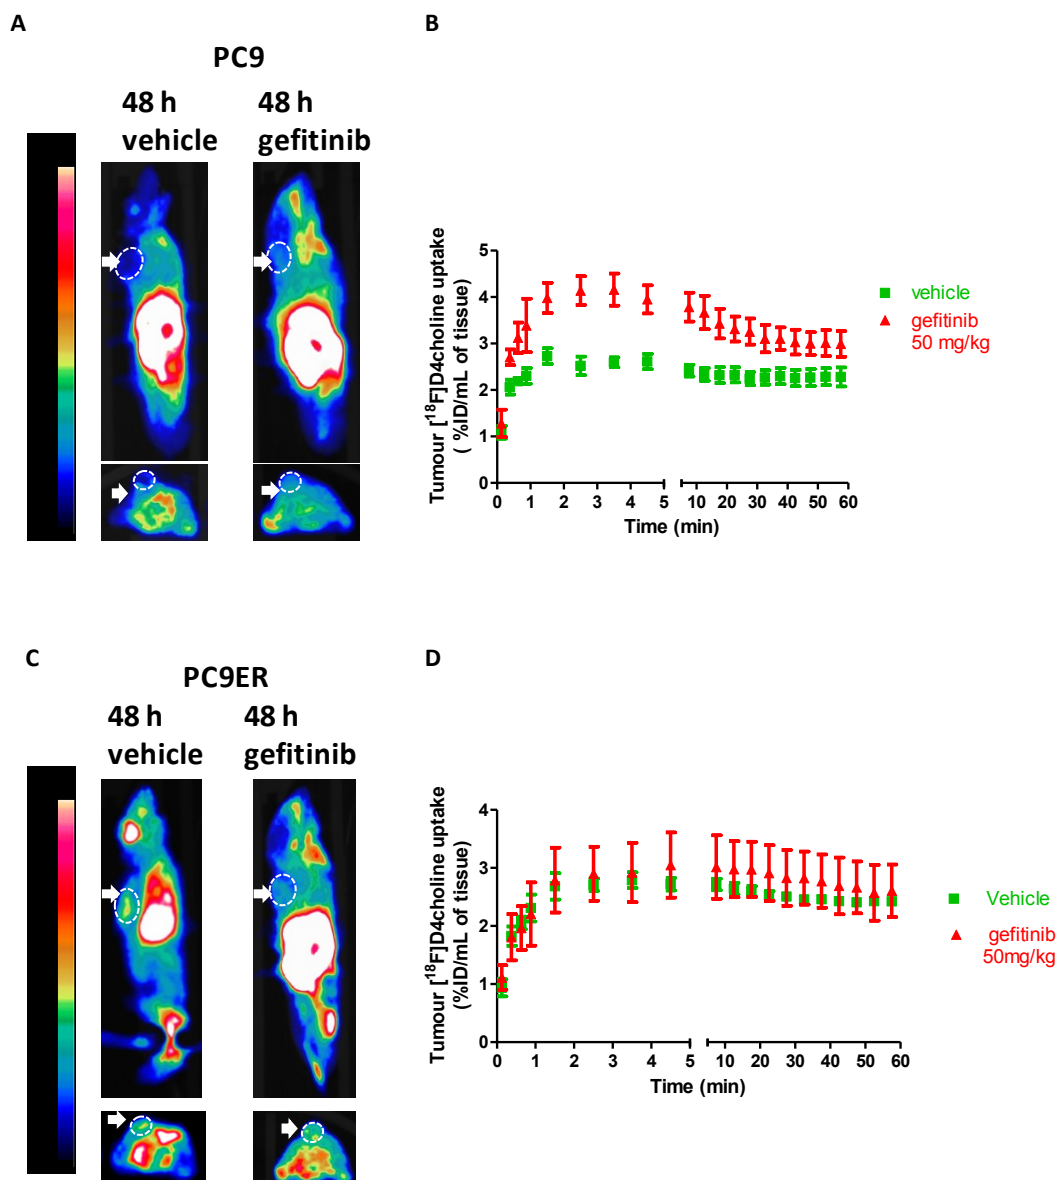 A
PC9
48 h
vehicle
48 h
gefitinib
B
Tumour [18F]D4choline uptake
( %ID/mL of tissue)
5
4
3
2
1
0
0 1 2 3 4 5 10 20 30 40 50 60
Time (min)
vehicle
gefitinib
50 mg/kg
C
PC9ER
48 h
vehicle
48 h
gefitinib
D
Tumour [18F]D4choline uptake
(%ID/mL of tissue)
4
3
2
1
0
0 1 2 3 4 5 10 20 30 40 50 60
Time (min)
Vehicle
gefitinib
50mg/kg